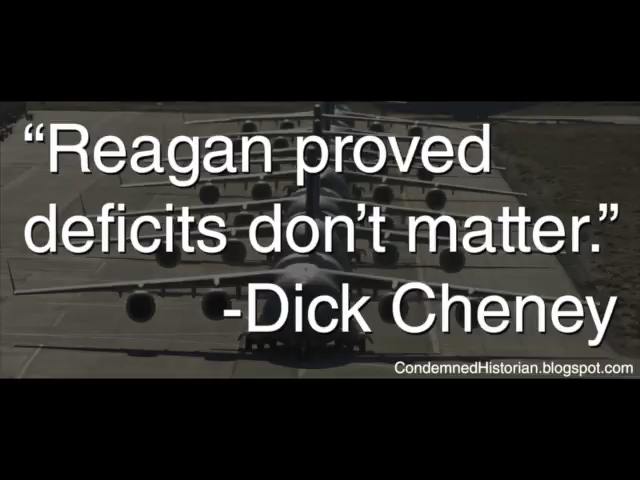 “Reagan proved
deficits don’t matter.”
-Dick Cheney
CondemnedHistorian.blogspot.com